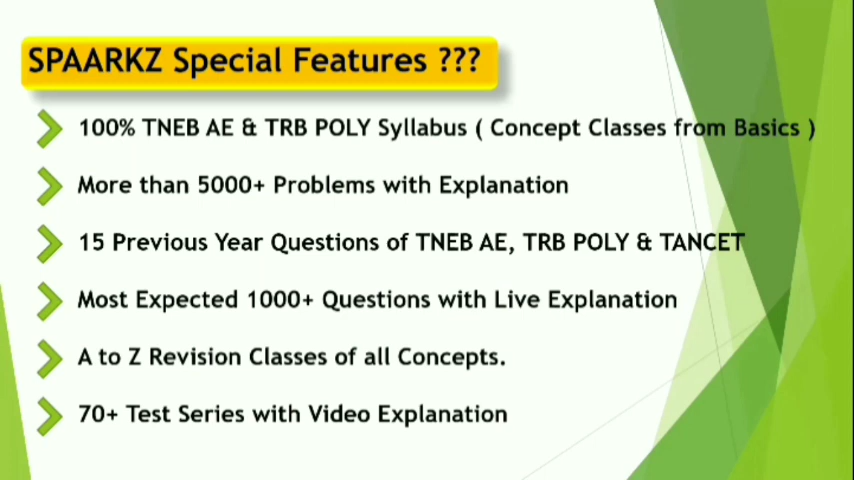 SPAARKZ Special Features ???
100% TNEB AE & TRB POLY Syllabus ( Concept Classes from Basics )
More than 5000+ Problems with Explanation
15 Previous Year Questions of TNEB AE, TRB POLY & TANCET
Most Expected 1000+ Questions with Live Explanation
A to Z Revision Classes of all Concepts.
70+ Test Series with Video Explanation